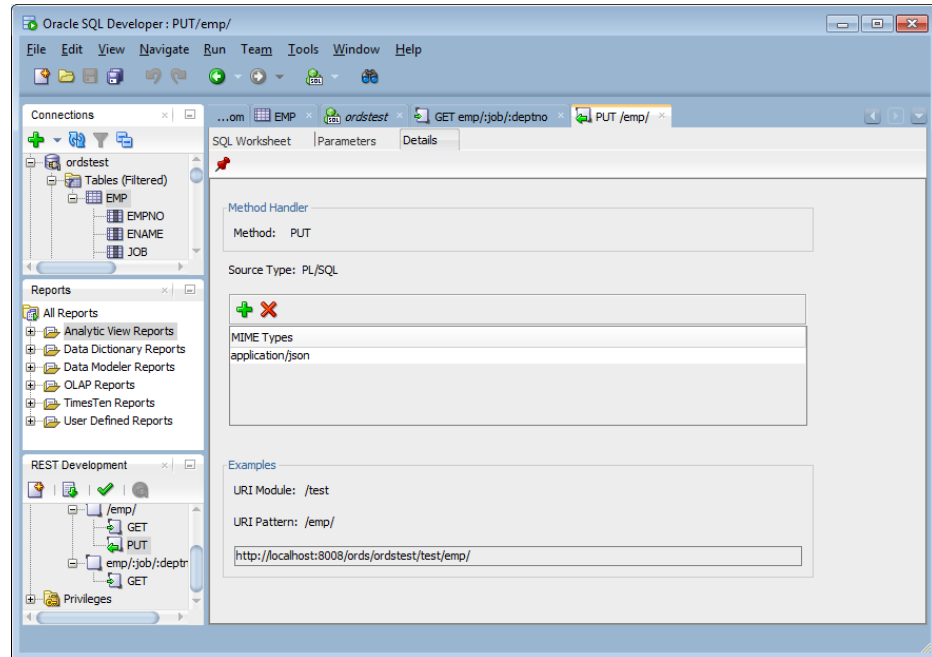 Oracle SQL Developer : PUT/emp/
File Edit View Navigate Run Team Tools Window Help
Connections
ordstest
Tables (Filtered)
EMP
EMPNO
ENAME
JOB
Reports
All Reports
Analytic View Reports
Data Dictionary Reports
Data Modeler Reports
OLAP Reports
TimesTen Reports
User Defined Reports
REST Development
/emp/
GET
PUT
emp/:job/:deptr
GET
Privileges
...om EMP ordstest GET emp/:job/:deptno PUT /emp/
SQL Worksheet Parameters Details
Method Handler
Method: PUT
Source Type: PL/SQL
MIME Types
application/json
Examples
URI Module: /test
URI Pattern: /emp/
http://localhost:8008/ords/ordstest/test/emp/